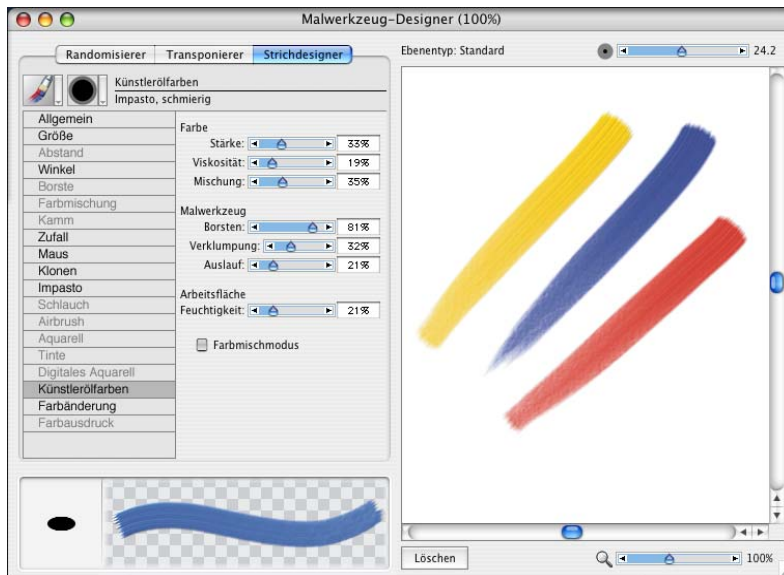 Malwerkzeug-Designer (100%)
Randomisierer Transponierer Strichdesigner
Künstlerölfarben
Impasto, schmierig
Allgemein
Größe
Abstand
Winkel
Borste
Farbmischung
Kamm
Zufall
Maus
Klonen
Impasto
Schlauch
Airbrush
Aquarell
Tinte
Digitales Aquarell
Künstlerölfarben
Farbänderung
Farbausdruck
Farbe
Stärke: 33%
Viskosität: 19%
Mischung: 35%
Malwerkzeug
Borsten: 81%
Verklumpung: 32%
Auslauf: 21%
Arbeitsfläche
Feuchtigkeit: 21%
Farbmischmodus
Ebenentyp: Standard 24.2
Löschen 100%